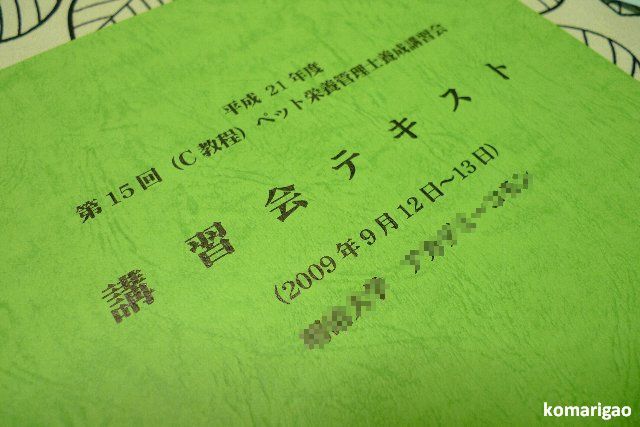 平成 21 年度
第 15 回 (C 教程) ペット栄養管理士養成講習会
講習会テキスト
(2009 年 9 月 12 日～13 日)
komarigao